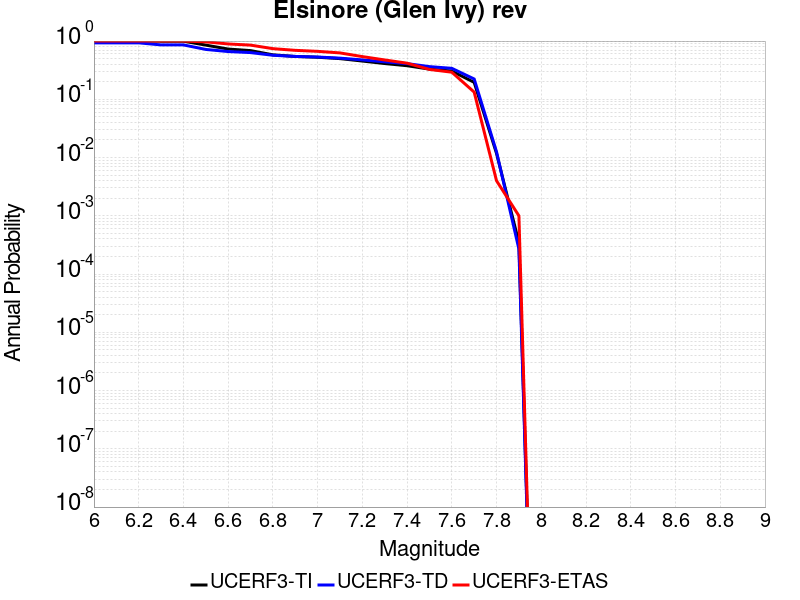 Elsinore (Glen Ivy) rev
Annual Probability
10^0
10^-1
10^-2
10^-3
10^-4
10^-5
10^-6
10^-7
10^-8
6 6.2 6.4 6.6 6.8 7 7.2 7.4 7.6 7.8 8 8.2 8.4 8.6 8.8 9
Magnitude
UCERF3-TI UCERF3-TD UCERF3-ETAS